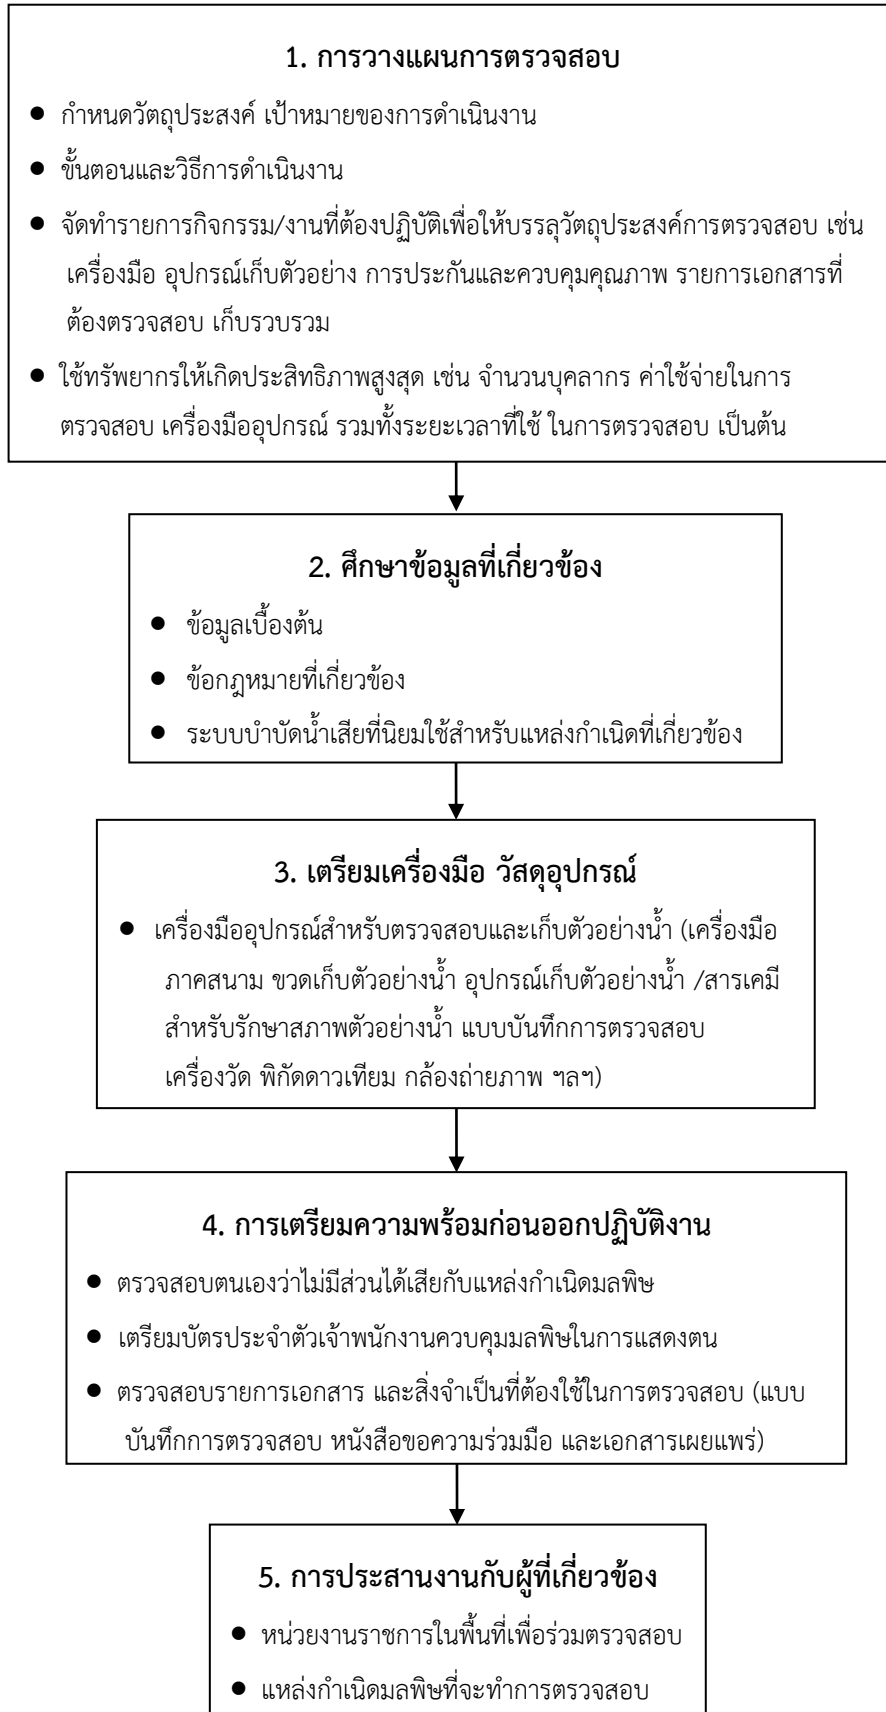 1. การวางแผนการตรวจสอบ
● กำหนดวัตถุประสงค์ เป้าหมายของการดำเนินงาน
● ขั้นตอนและวิธีการดำเนินงาน
● จัดทำรายการกิจกรรม/งานที่ต้องปฏิบัติเพื่อให้บรรลุวัตถุประสงค์การตรวจสอบ เช่น
เครื่องมือ อุปกรณ์เก็บตัวอย่าง การประกันและควบคุมคุณภาพ รายการเอกสารที่
ต้องตรวจสอบ เก็บรวบรวม
● ใช้ทรัพยากรให้เกิดประสิทธิภาพสูงสุด เช่น จำนวนบุคลากร ค่าใช้จ่ายในการ
ตรวจสอบ เครื่องมืออุปกรณ์ รวมทั้งระยะเวลาที่ใช้ ในการตรวจสอบ เป็นต้น
2. ศึกษาข้อมูลที่เกี่ยวข้อง
● ข้อมูลเบื้องต้น
● ข้อกฎหมายที่เกี่ยวข้อง
● ระบบบำบัดน้ำเสียที่นิยมใช้สำหรับแหล่งกำเนิดที่เกี่ยวข้อง
3. เตรียมเครื่องมือ วัสดุอุปกรณ์
● เครื่องมืออุปกรณ์สำหรับตรวจสอบและเก็บตัวอย่างน้ำ (เครื่องมือ
ภาคสนาม ขวดเก็บตัวอย่างน้ำ อุปกรณ์เก็บตัวอย่างน้ำ /สารเคมี
สำหรับรักษาสภาพตัวอย่างน้ำ แบบบันทึกการตรวจสอบ
เครื่องวัด พิกัดดาวเทียม กล้องถ่ายภาพ ฯลฯ)
4. การเตรียมความพร้อมก่อนออกปฏิบัติงาน
● ตรวจสอบตนเองว่าไม่มีส่วนได้เสียกับแหล่งกำเนิดมลพิษ
● เตรียมบัตรประจำตัวเจ้าพนักงานควบคุมมลพิษในการแสดงตน
● ตรวจสอบรายการเอกสาร และสิ่งจำเป็นที่ต้องใช้ในการตรวจสอบ (แบบ
บันทึกการตรวจสอบ หนังสือขอความร่วมมือ และเอกสารเผยแพร่)
5. การประสานงานกับผู้ที่เกี่ยวข้อง
● หน่วยงานราชการในพื้นที่เพื่อร่วมตรวจสอบ
● แหล่งกำเนิดมลพิษที่จะทำการตรวจสอบ